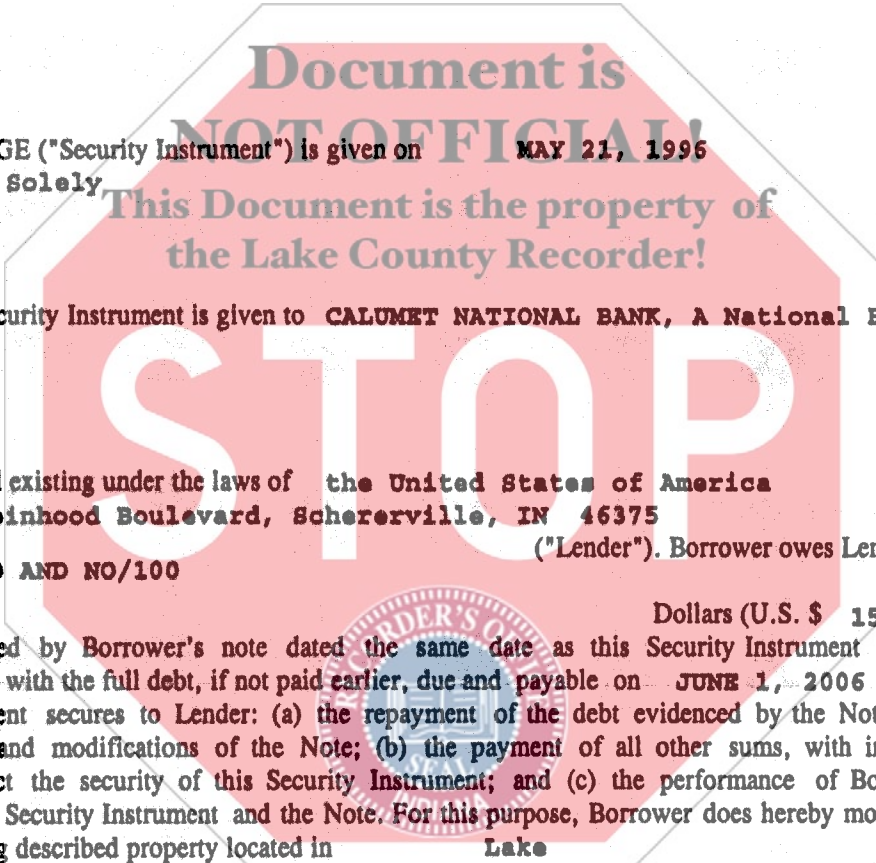 Document is
NOT OFFICIAL!
GE ("Security Instrument") is given on MAY 21, 1996
Solely
This Document is the property of
the Lake County Recorder!
curity Instrument is given to CALUMET NATIONAL BANK, A National B
STOP
existing under the laws of the United States of America
inhood Boulevard, Schererville, IN 46375
("Lender"). Borrower owes Len
AND NO/100
Dollars (U.S. $ 15
ed by Borrower's note dated the same date as this Security Instrument
with the full debt, if not paid earlier, due and payable on JUNE 1, 2006
ent secures to Lender: (a) the repayment of the debt evidenced by the Not
and modifications of the Note; (b) the payment of all other sums, with in
ct the security of this Security Instrument; and (c) the performance of Bo
Security Instrument and the Note. For this purpose, Borrower does hereby mo
g described property located in Lake
RECORDER'S OF
SEAL